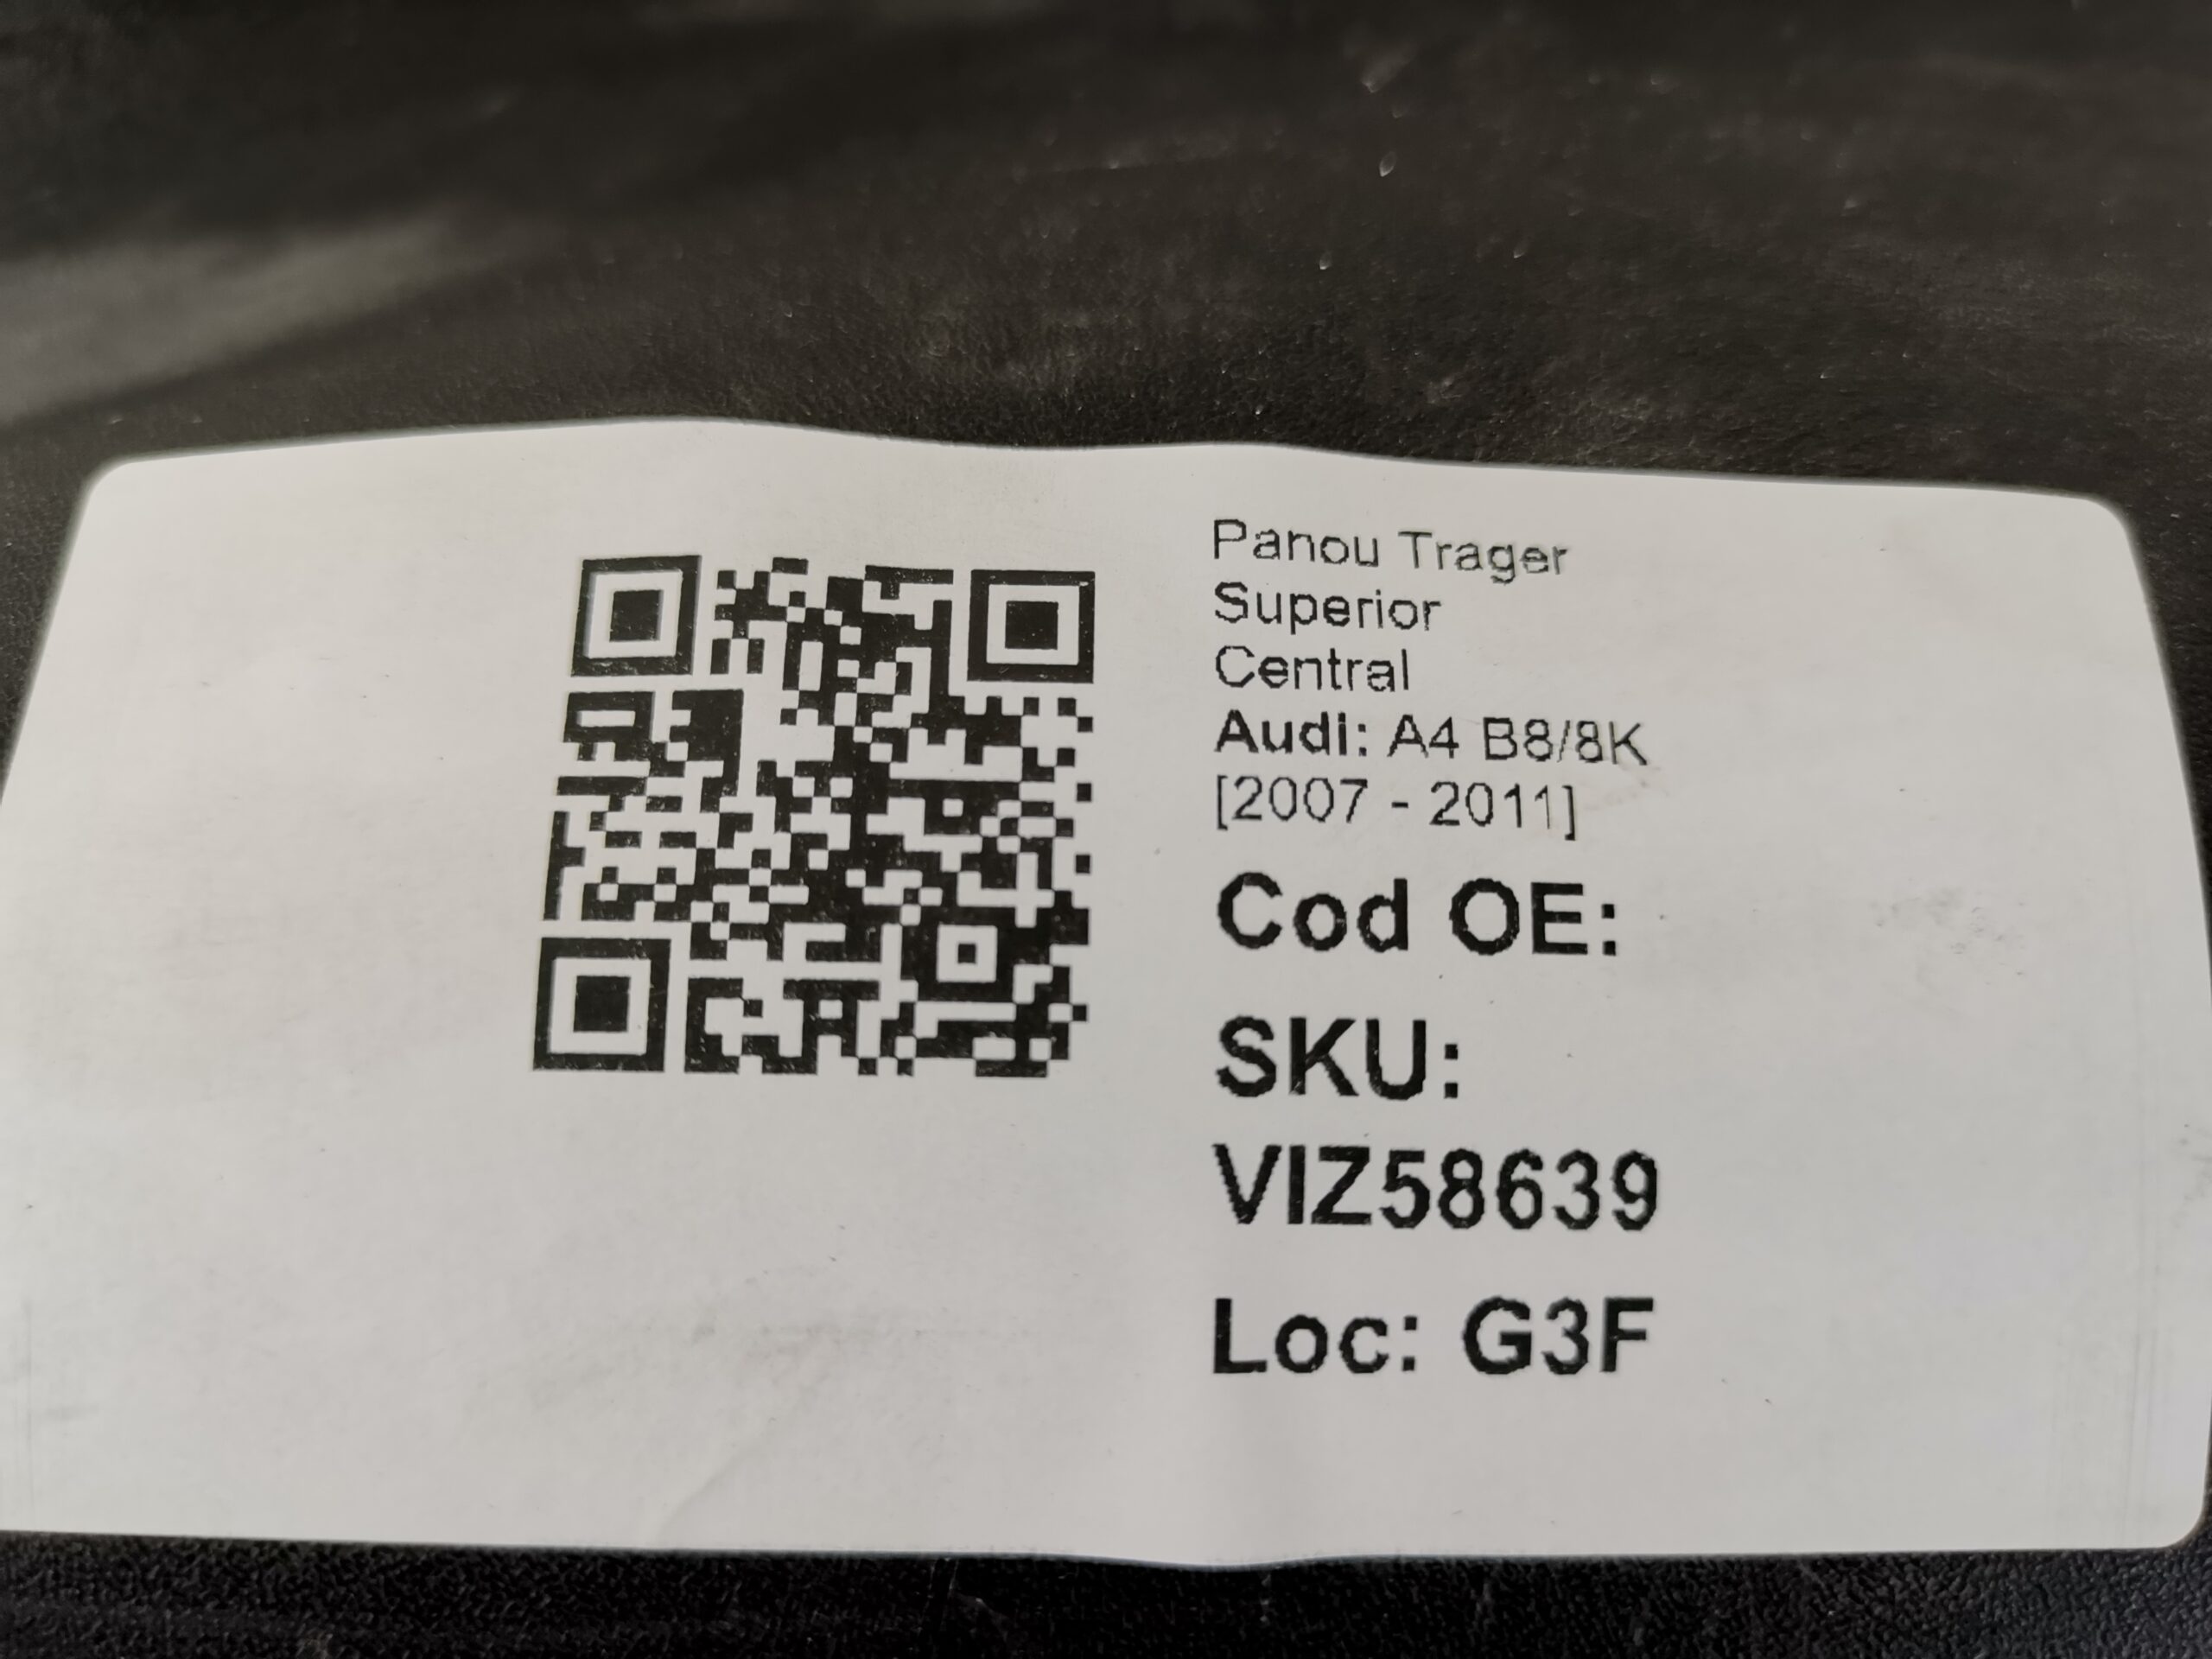 Panou Trager
Superior
Central
Audi: A4 B8/8K
[2007 - 2011]
Cod OE:
SKU:
VIZ58639
Loc: G3F